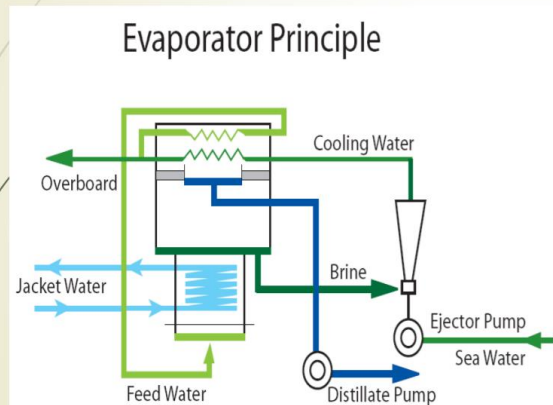 Evaporator Principle
Cooling Water
Overboard
Jacket Water
Brine
Ejector Pump
Sea Water
Feed Water
Distillate Pump